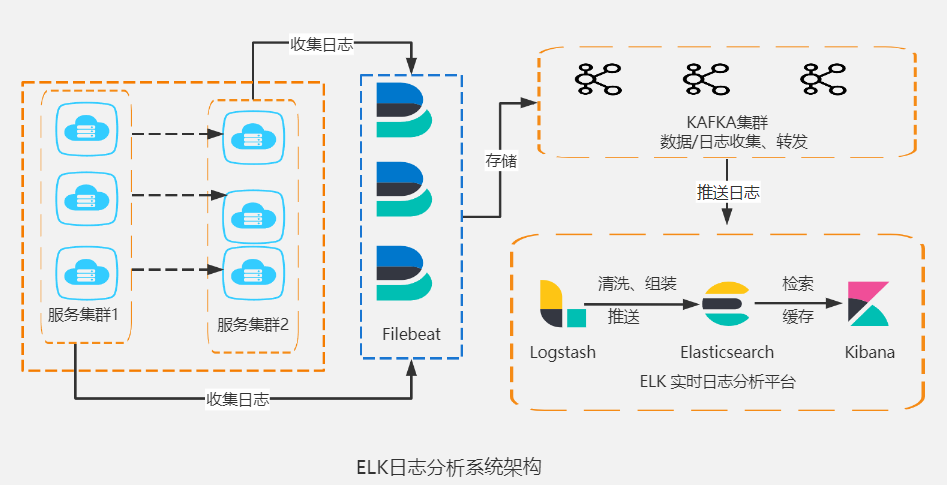 收集日志
服务集群1
服务集群2
收集日志
Filebeat
存储
KAFKA集群
数据/日志收集、转发
推送日志
清洗、组装
推送
检索
缓存
Logstash
Elasticsearch
Kibana
ELK 实时日志分析平台
ELK日志分析系统架构